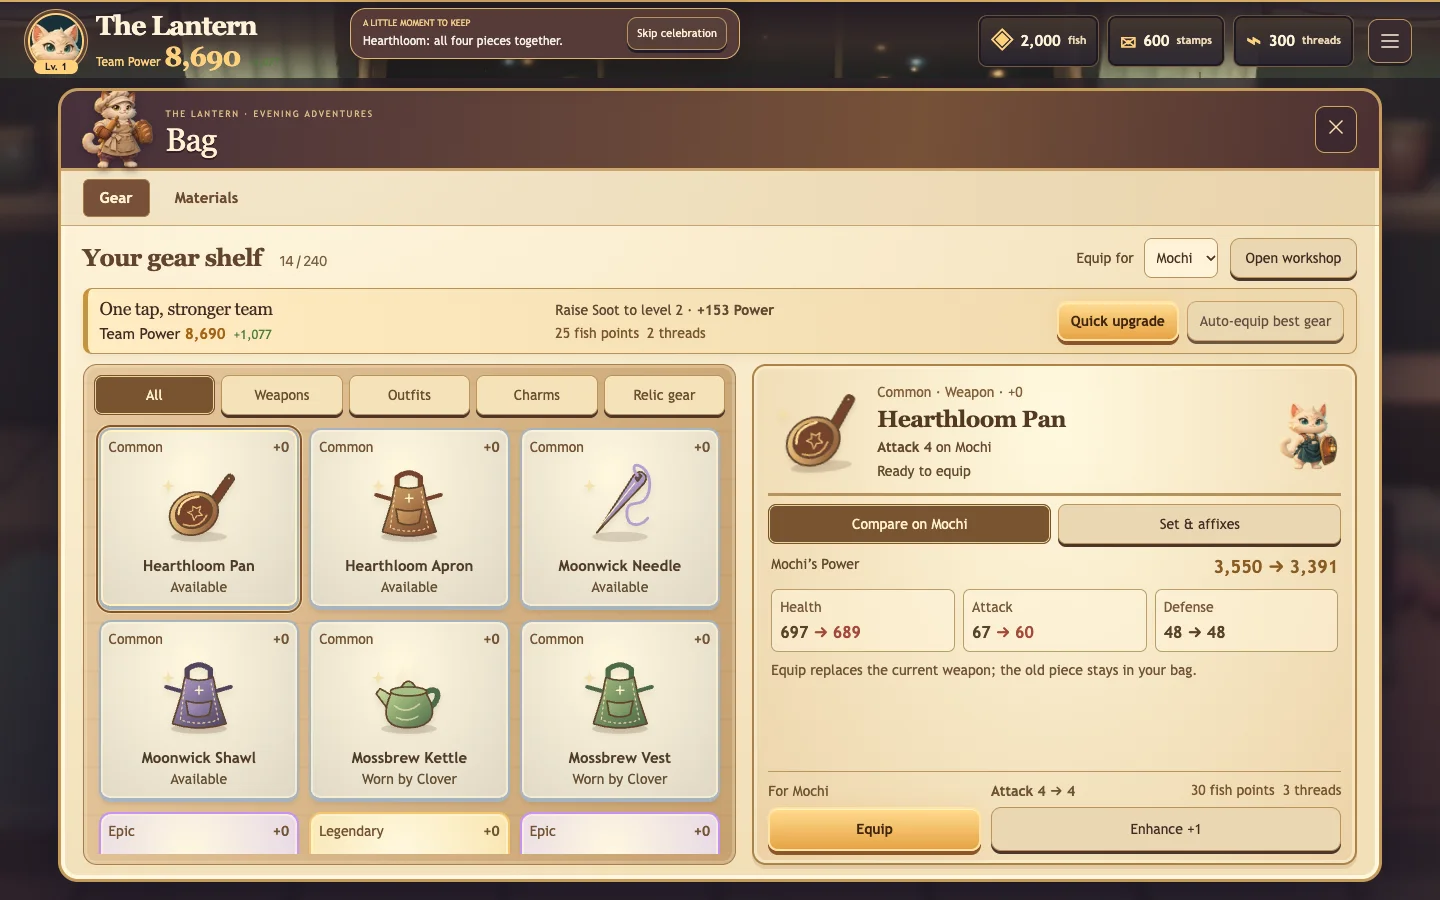 The Lantern
Team Power 8,690
Lv. 1
A LITTLE MOMENT TO KEEP
Hearthloom: all four pieces together.
Skip celebration
2,000 fish
600 stamps
300 threads
THE LANTERN · EVENING ADVENTURES
Bag
Gear
Materials
Your gear shelf 14 / 240
Equip for Mochi
Open workshop
One tap, stronger team
Team Power 8,690 +1,077
Raise Soot to level 2 · +153 Power
25 fish points 2 threads
Quick upgrade
Auto-equip best gear
All
Weapons
Outfits
Charms
Relic gear
Common +0
Hearthloom Pan
Available
Common +0
Hearthloom Apron
Available
Common +0
Moonwick Needle
Available
Common +0
Moonwick Shawl
Available
Common +0
Mossbrew Kettle
Worn by Clover
Common +0
Mossbrew Vest
Worn by Clover
Epic +0
Legendary +0
Epic +0
Common · Weapon · +0
Hearthloom Pan
Attack 4 on Mochi
Ready to equip
Compare on Mochi
Set & affixes
Mochi's Power 3,550 → 3,391
Health
697 → 689
Attack
67 → 60
Defense
48 → 48
Equip replaces the current weapon; the old piece stays in your bag.
For Mochi
Equip
Attack 4 → 4
30 fish points 3 threads
Enhance +1